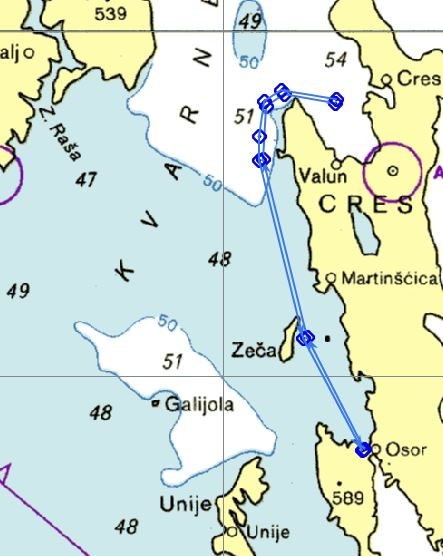 539
49
50
54
alj
Cres
51
R N E
Z. Raša
Valun
47
50
A
C R E S
K V A
48
Martinšćica
49
50
Zeča
51
48
Galijola
Osor
589
Unije
Unije
48